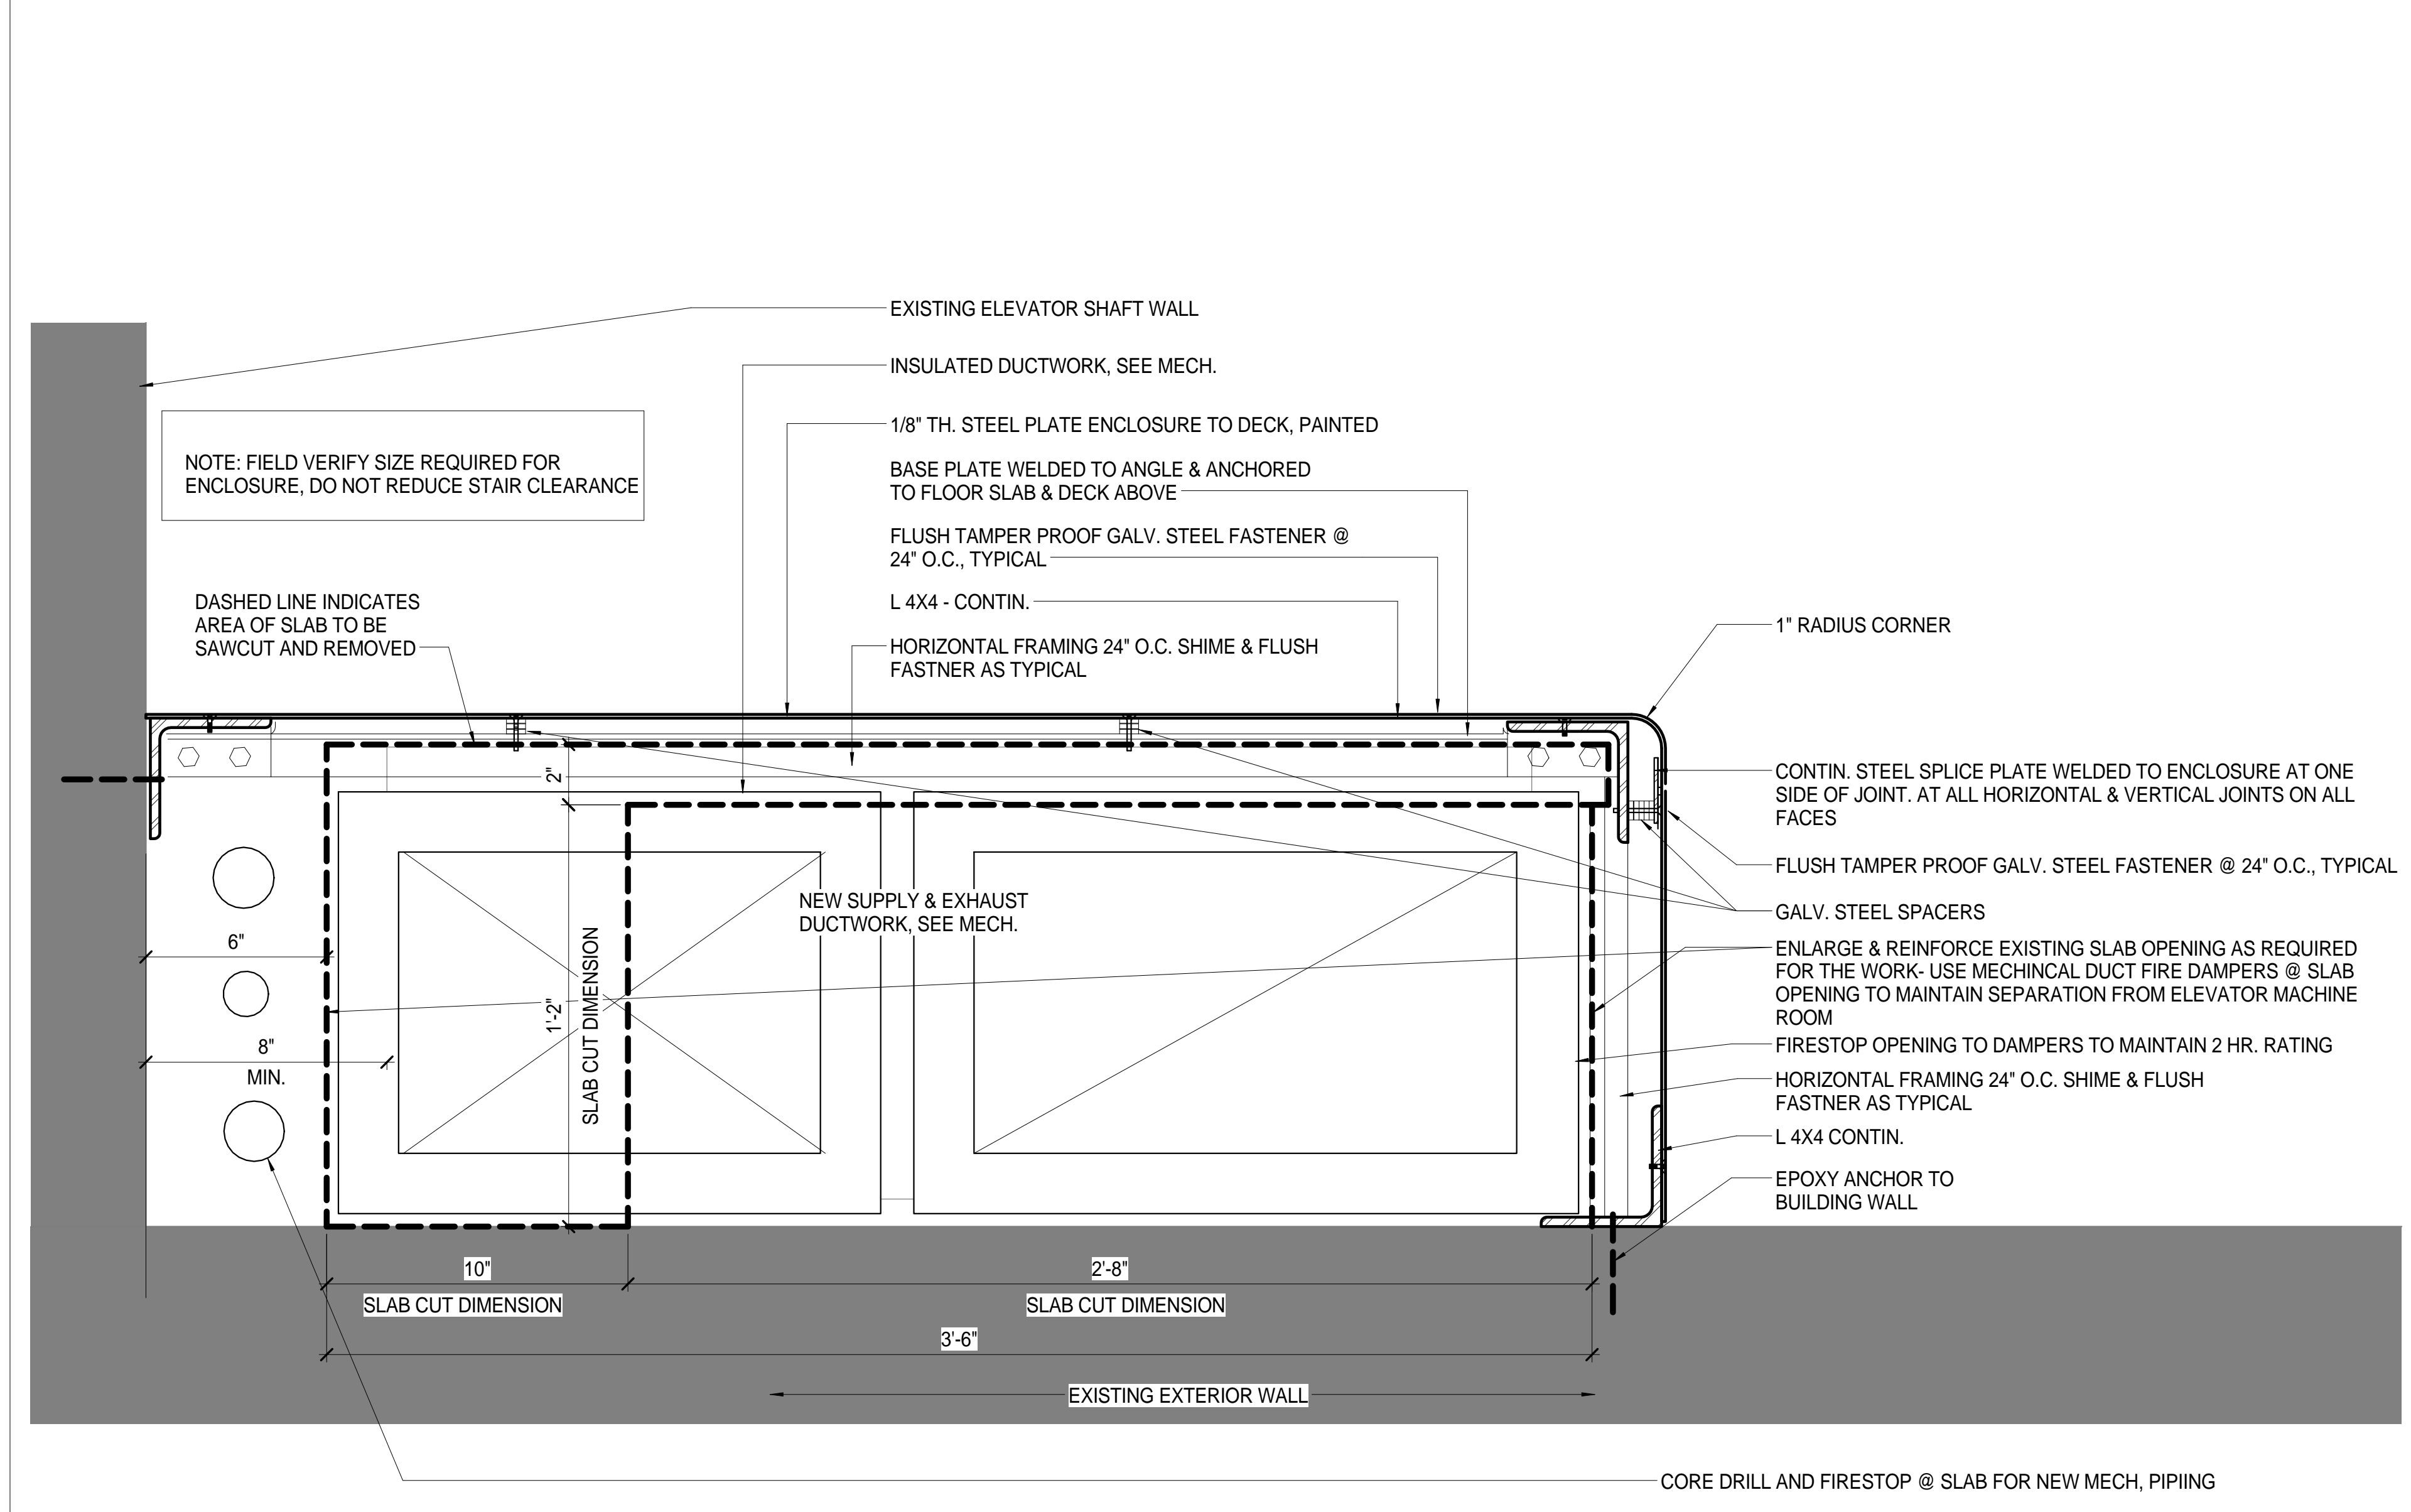 EXISTING ELEVATOR SHAFT WALL
INSULATED DUCTWORK, SEE MECH.
1/8" TH. STEEL PLATE ENCLOSURE TO DECK, PAINTED
NOTE: FIELD VERIFY SIZE REQUIRED FOR
ENCLOSURE, DO NOT REDUCE STAIR CLEARANCE
BASE PLATE WELDED TO ANGLE & ANCHORED
TO FLOOR SLAB & DECK ABOVE
FLUSH TAMPER PROOF GALV. STEEL FASTENER @
24" O.C., TYPICAL
L 4X4 - CONTIN.
HORIZONTAL FRAMING 24" O.C. SHIME & FLUSH
FASTNER AS TYPICAL
DASHED LINE INDICATES
AREA OF SLAB TO BE
SAWCUT AND REMOVED
1" RADIUS CORNER
CONTIN. STEEL SPLICE PLATE WELDED TO ENCLOSURE AT ONE
SIDE OF JOINT. AT ALL HORIZONTAL & VERTICAL JOINTS ON ALL
FACES
FLUSH TAMPER PROOF GALV. STEEL FASTENER @ 24" O.C., TYPICAL
GALV. STEEL SPACERS
ENLARGE & REINFORCE EXISTING SLAB OPENING AS REQUIRED
FOR THE WORK- USE MECHINCAL DUCT FIRE DAMPERS @ SLAB
OPENING TO MAINTAIN SEPARATION FROM ELEVATOR MACHINE
ROOM
FIRESTOP OPENING TO DAMPERS TO MAINTAIN 2 HR. RATING
HORIZONTAL FRAMING 24" O.C. SHIME & FLUSH
FASTNER AS TYPICAL
L 4X4 CONTIN.
EPOXY ANCHOR TO
BUILDING WALL
2"
NEW SUPPLY & EXHAUST
DUCTWORK, SEE MECH.
6"
1'-2"
SLAB CUT DIMENSION
8"
MIN.
10"
SLAB CUT DIMENSION
2'-8"
SLAB CUT DIMENSION
3'-6"
EXISTING EXTERIOR WALL
CORE DRILL AND FIRESTOP @ SLAB FOR NEW MECH, PIPIING